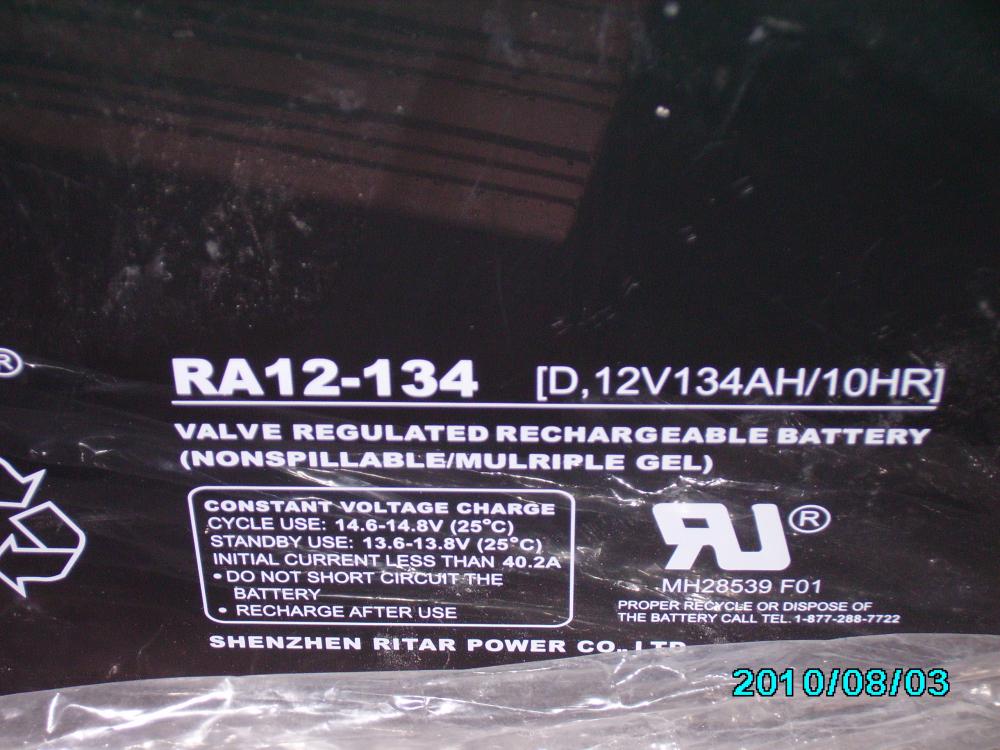 ®
RA12-134 [D,12V134AH/10HR]
VALVE REGULATED RECHARGEABLE BATTERY
(NONSPILLABLE/MULRIPLE GEL)
CONSTANT VOLTAGE CHARGE
CYCLE USE: 14.6-14.8V (25°C)
STANDBY USE: 13.6-13.8V (25°C)
INITIAL CURRENT LESS THAN 40.2A
• DO NOT SHORT CIRCUIT THE
BATTERY
• RECHARGE AFTER USE
RU ®
MH28539 F01
PROPER RECYCLE OR DISPOSE OF
THE BATTERY CALL TEL.1-877-288-7722
SHENZHEN RITAR POWER CO., LTD
2010/08/03